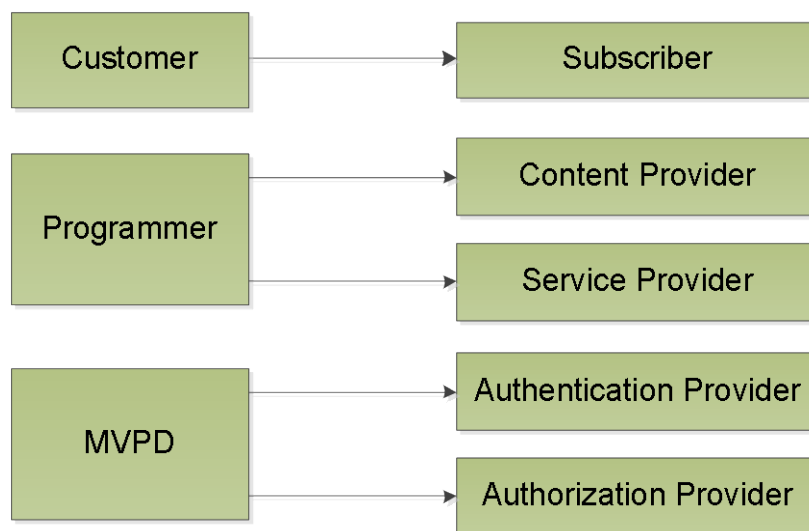 Customer
Subscriber
Programmer
Content Provider
Service Provider
MVPD
Authentication Provider
Authorization Provider